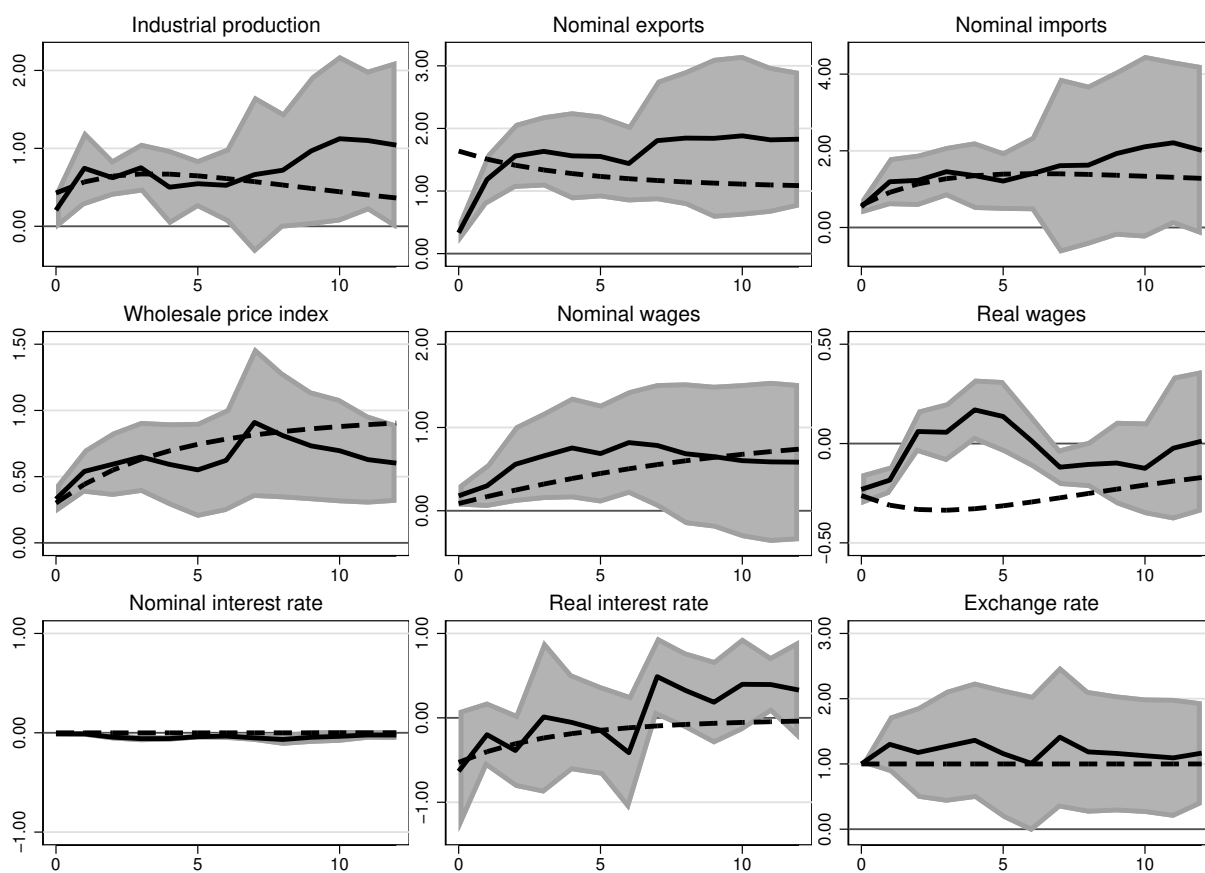 Industrial production
Nominal exports
Nominal imports
0.00 1.00 2.00
0 5 10
0.00 1.00 2.00 3.00
0 5 10
0.00 2.00 4.00
0 5 10
Wholesale price index
Nominal wages
Real wages
0.00 0.50 1.00 1.50
0 5 10
0.00 1.00 2.00
0 5 10
−0.50 0.00 0.50
0 5 10
Nominal interest rate
Real interest rate
Exchange rate
−1.00 0.00 1.00
0 5 10
−1.00 0.00 1.00
0 5 10
0.00 1.00 2.00 3.00
0 5 10